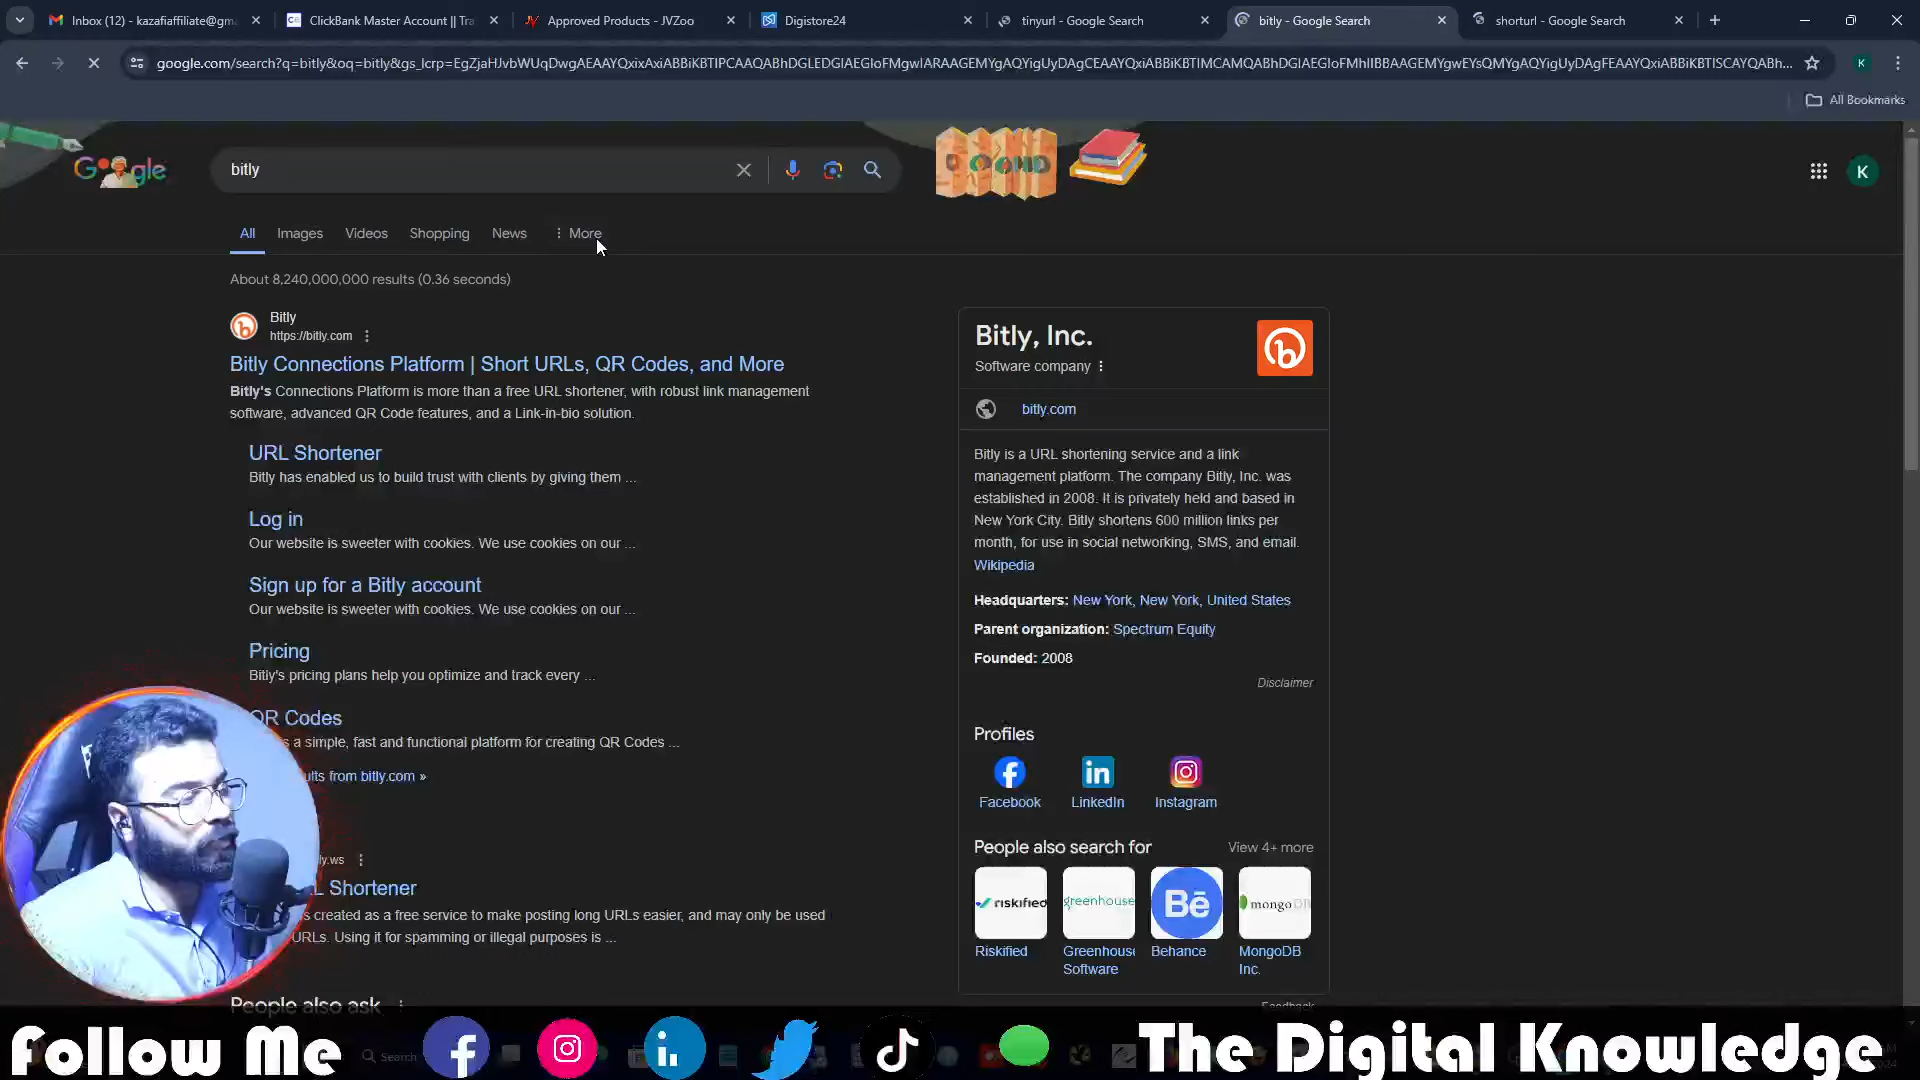 Inbox (12) - kazafiaffiliate@gm
ClickBank Master Account || Tra
Approved Products - JVZoo
Digistore24
tinyurl - Google Search
bitly - Google Search
shorturl - Google Search
All Bookmarks
Google
bitly
K
All Images Videos Shopping News More
About 8,240,000,000 results (0.36 seconds)
Bitly
https://bitly.com
Bitly Connections Platform | Short URLs, QR Codes, and More
Bitly's Connections Platform is more than a free URL shortener, with robust link management
software, advanced QR Code features, and a Link-in-bio solution.
URL Shortener
Bitly has enabled us to build trust with clients by giving them ...
Log in
Our website is sweeter with cookies. We use cookies on our ...
Sign up for a Bitly account
Our website is sweeter with cookies. We use cookies on our ...
Pricing
Bitly's pricing plans help you optimize and track every ...
QR Codes
a simple, fast and functional platform for creating QR Codes ...
from bitly.com »
Shortener
created as a free service to make posting long URLs easier, and may only be used
URLs. Using it for spamming or illegal purposes is ...
People also ask
Bitly, Inc.
Software company
bitly.com
Bitly is a URL shortening service and a link
management platform. The company Bitly, Inc. was
established in 2008. It is privately held and based in
New York City. Bitly shortens 600 million links per
month, for use in social networking, SMS, and email.
Wikipedia
Headquarters: New York, New York, United States
Parent organization: Spectrum Equity
Founded: 2008
Disclaimer
Profiles
Facebook LinkedIn Instagram
People also search for View 4+ more
riskified greenhouse Bē mongoDB
Riskified Greenhouse Software Behance MongoDB Inc.
Feedback
Search
Follow Me The Digital Knowledge